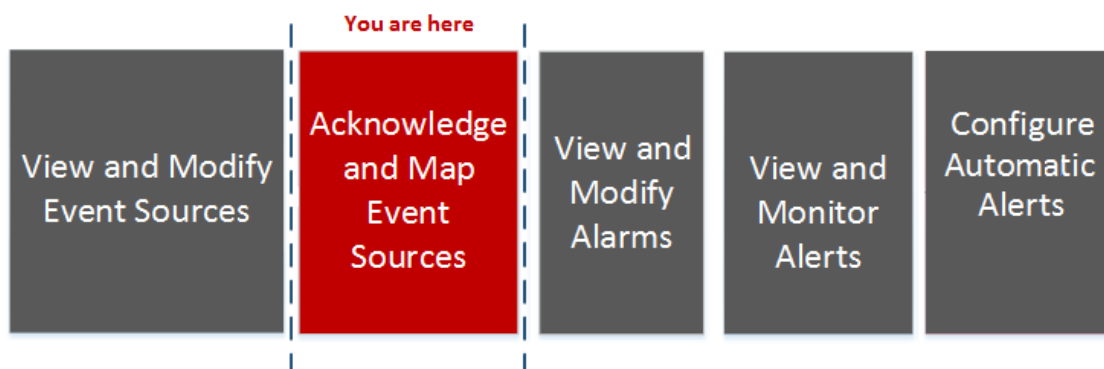 You are here
View and Modify
Event Sources
Acknowledge
and Map
Event
Sources
View and
Modify
Alarms
View and
Monitor
Alerts
Configure
Automatic
Alerts